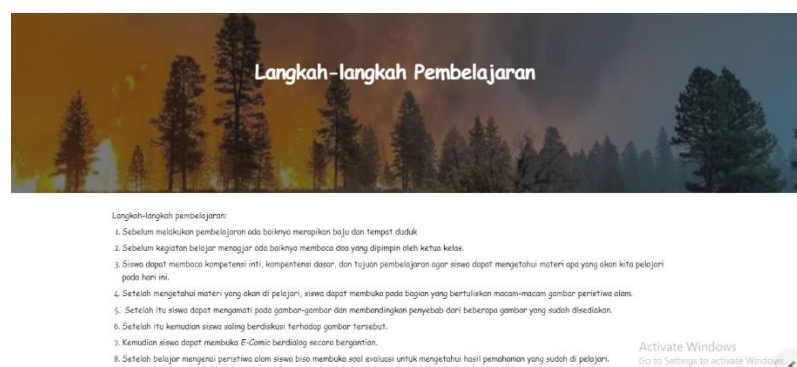 Langkah-langkah Pembelajaran
Langkah-langkah pembelajaran:
1. Sebelum melakukan pembelajaran ada baiknya merapikan baju dan tempat duduk
2. Sebelum kegiatan belajar menagjar ada baiknya membaca doa yang dipimpin oleh ketua kelas.
3. Siswa dapat membaca kompetensi inti, kompentensi dasar, dan tujuan pembelajaran agar siswa dapat mengetahui materi apa yang akan kita pelajari
pada hari ini.
4. Setelah mengetahui materi yang akan di pelajari, siswa dapat membuka pada bagian yang bertuliskan macam-macam gambar peristiwa alam.
5. Setelah itu siswa dapat mengamati pada gambar-gambar dan membandingkan penyebab dari beberapa gambar yang sudah disediakan.
6. Setelah itu kemudian siswa saling berdiskusi terhadap gambar tersebut.
7. Kemudian siswa dapat membuka E-Comic berdialog secara bergantian.
8. Setelah belajar mengenai peristiwa alam siswa bisa membuka soal evaluasi untuk mengetahui hasil pemahaman yang sudah di pelajari.
Activate Windows
Go to Settings to activate Windows.